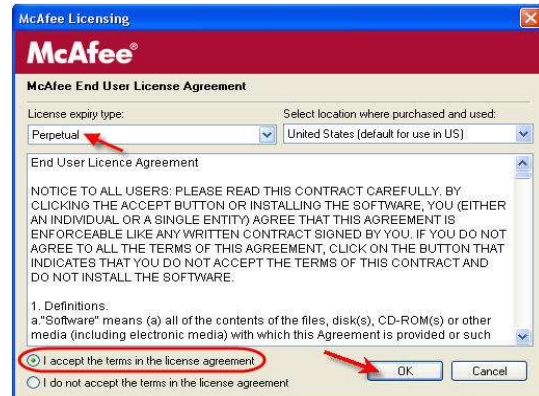 McAfee Licensing
McAfee®
McAfee End User License Agreement
License expiry type:
Select location where purchased and used:
Perpetual
United States (default for use in US)
End User Licence Agreement
NOTICE TO ALL USERS: PLEASE READ THIS CONTRACT CAREFULLY. BY
CLICKING THE ACCEPT BUTTON OR INSTALLING THE SOFTWARE, YOU (EITHER
AN INDIVIDUAL OR A SINGLE ENTITY) AGREE THAT THIS AGREEMENT IS
ENFORCEABLE LIKE ANY WRITTEN CONTRACT SIGNED BY YOU. IF YOU DO NOT
AGREE TO ALL THE TERMS OF THIS AGREEMENT, CLICK ON THE BUTTON THAT
INDICATES THAT YOU DO NOT ACCEPT THE TERMS OF THIS CONTRACT AND
DO NOT INSTALL THE SOFTWARE.
1. Definitions.
a."Software" means (a) all of the contents of the files, disk(s), CD-ROM(s) or other
media (including electronic media) with which this Agreement is provided or such
I accept the terms in the license agreement
I do not accept the terms in the license agreement
OK
Cancel